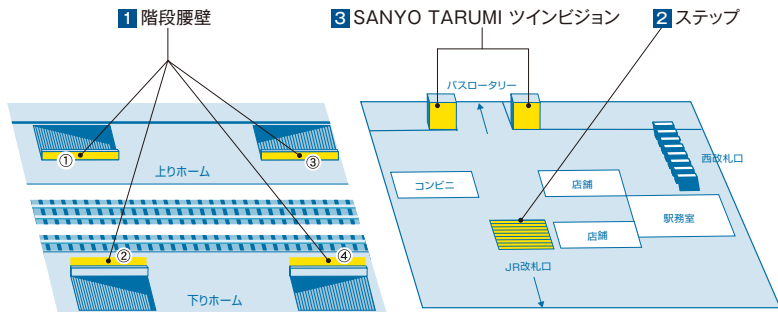 1 階段腰壁
3 SANYO TARUMI ツインビジョン
2 ステップ
バスロータリー
①
③
上りホーム
②
④
下りホーム
西改札口
コンビニ
店舗
駅務室
店舗
JR改札口